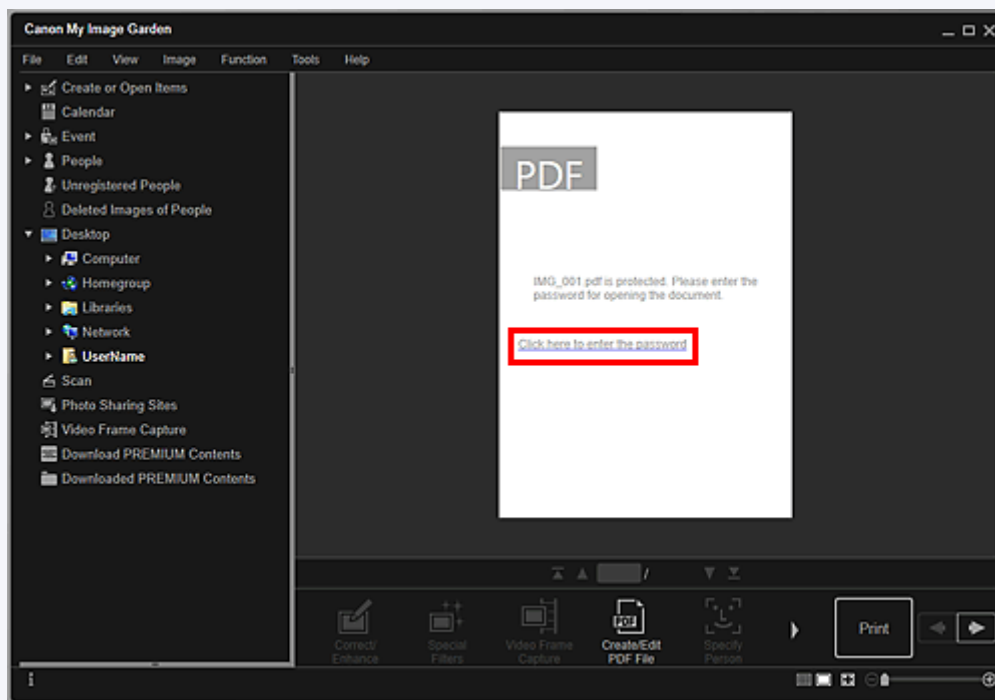 Canon My Image Garden
File Edit View Image Function Tools Help
Create or Open Items
Calendar
Event
People
Unregistered People
Deleted Images of People
Desktop
Computer
Homegroup
Libraries
Network
UserName
Scan
Photo Sharing Sites
Video Frame Capture
Download PREMIUM Contents
Downloaded PREMIUM Contents
PDF
IMG_001.pdf is protected. Please enter the
password for opening the document.
Click here to enter the password
/
Correct/
Enhance
Special
Filters
Video Frame
Capture
PDF
Create/Edit
PDF File
Specify
Person
Print